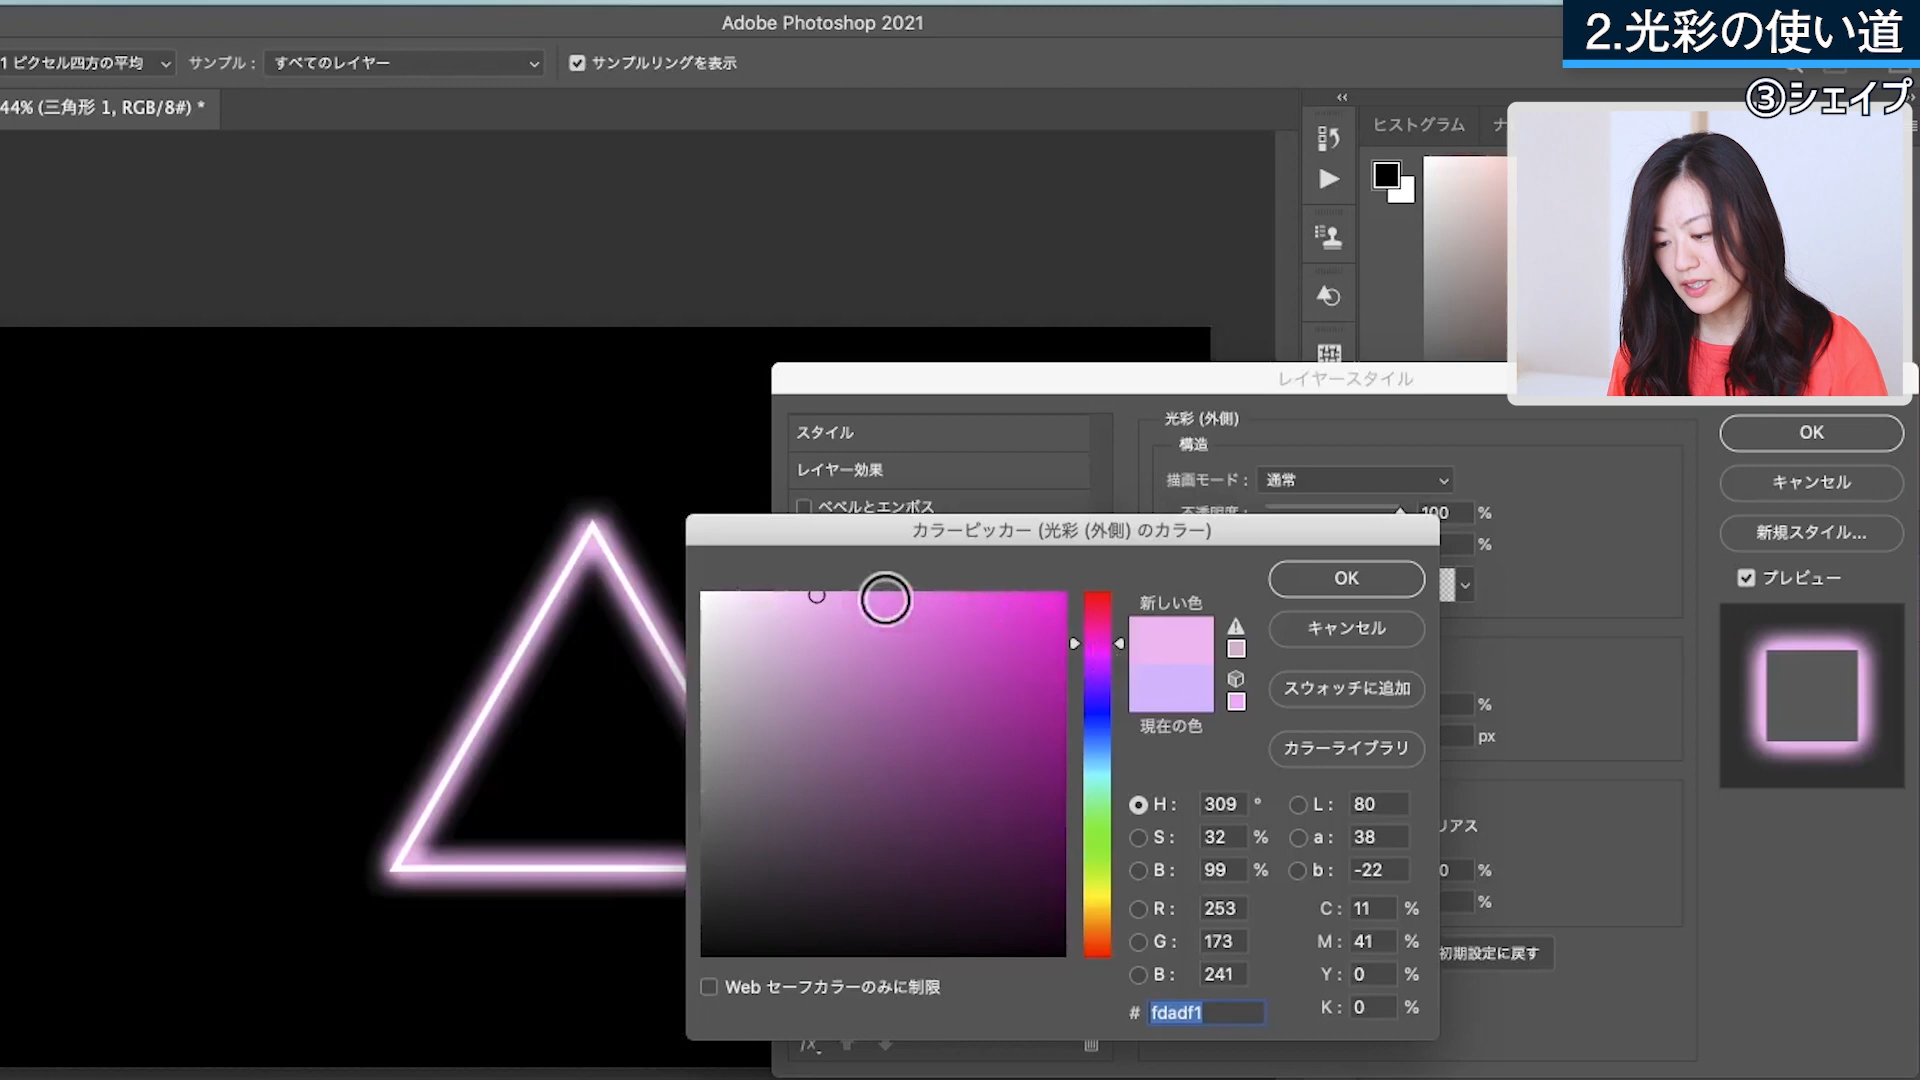 Adobe Photoshop 2021
2.光彩の使い道
③シェイプ
1 ピクセル四方の平均
サンプル：
すべてのレイヤー
サンプルリングを表示
44% (三角形 1, RGB/8#) *
ヒストグラム
ナ
レイヤースタイル
スタイル
レイヤー効果
ベベルとエンボス
光彩 (外側)
構造
描画モード：
通常
不透明度：
100
%
%
OK
キャンセル
新規スタイル...
プレビュー
%
px
リアス
0
%
%
初期設定に戻す
カラーピッカー (光彩 (外側) のカラー)
新しい色
現在の色
OK
キャンセル
スウォッチに追加
カラーライブラリ
H： 309 °
L： 80
S： 32 %
a： 38
B： 99 %
b： -22
R： 253
C： 11 %
G： 173
M： 41 %
B： 241
Y： 0 %
# fdadf1
K： 0 %
Web セーフカラーのみに制限
fx